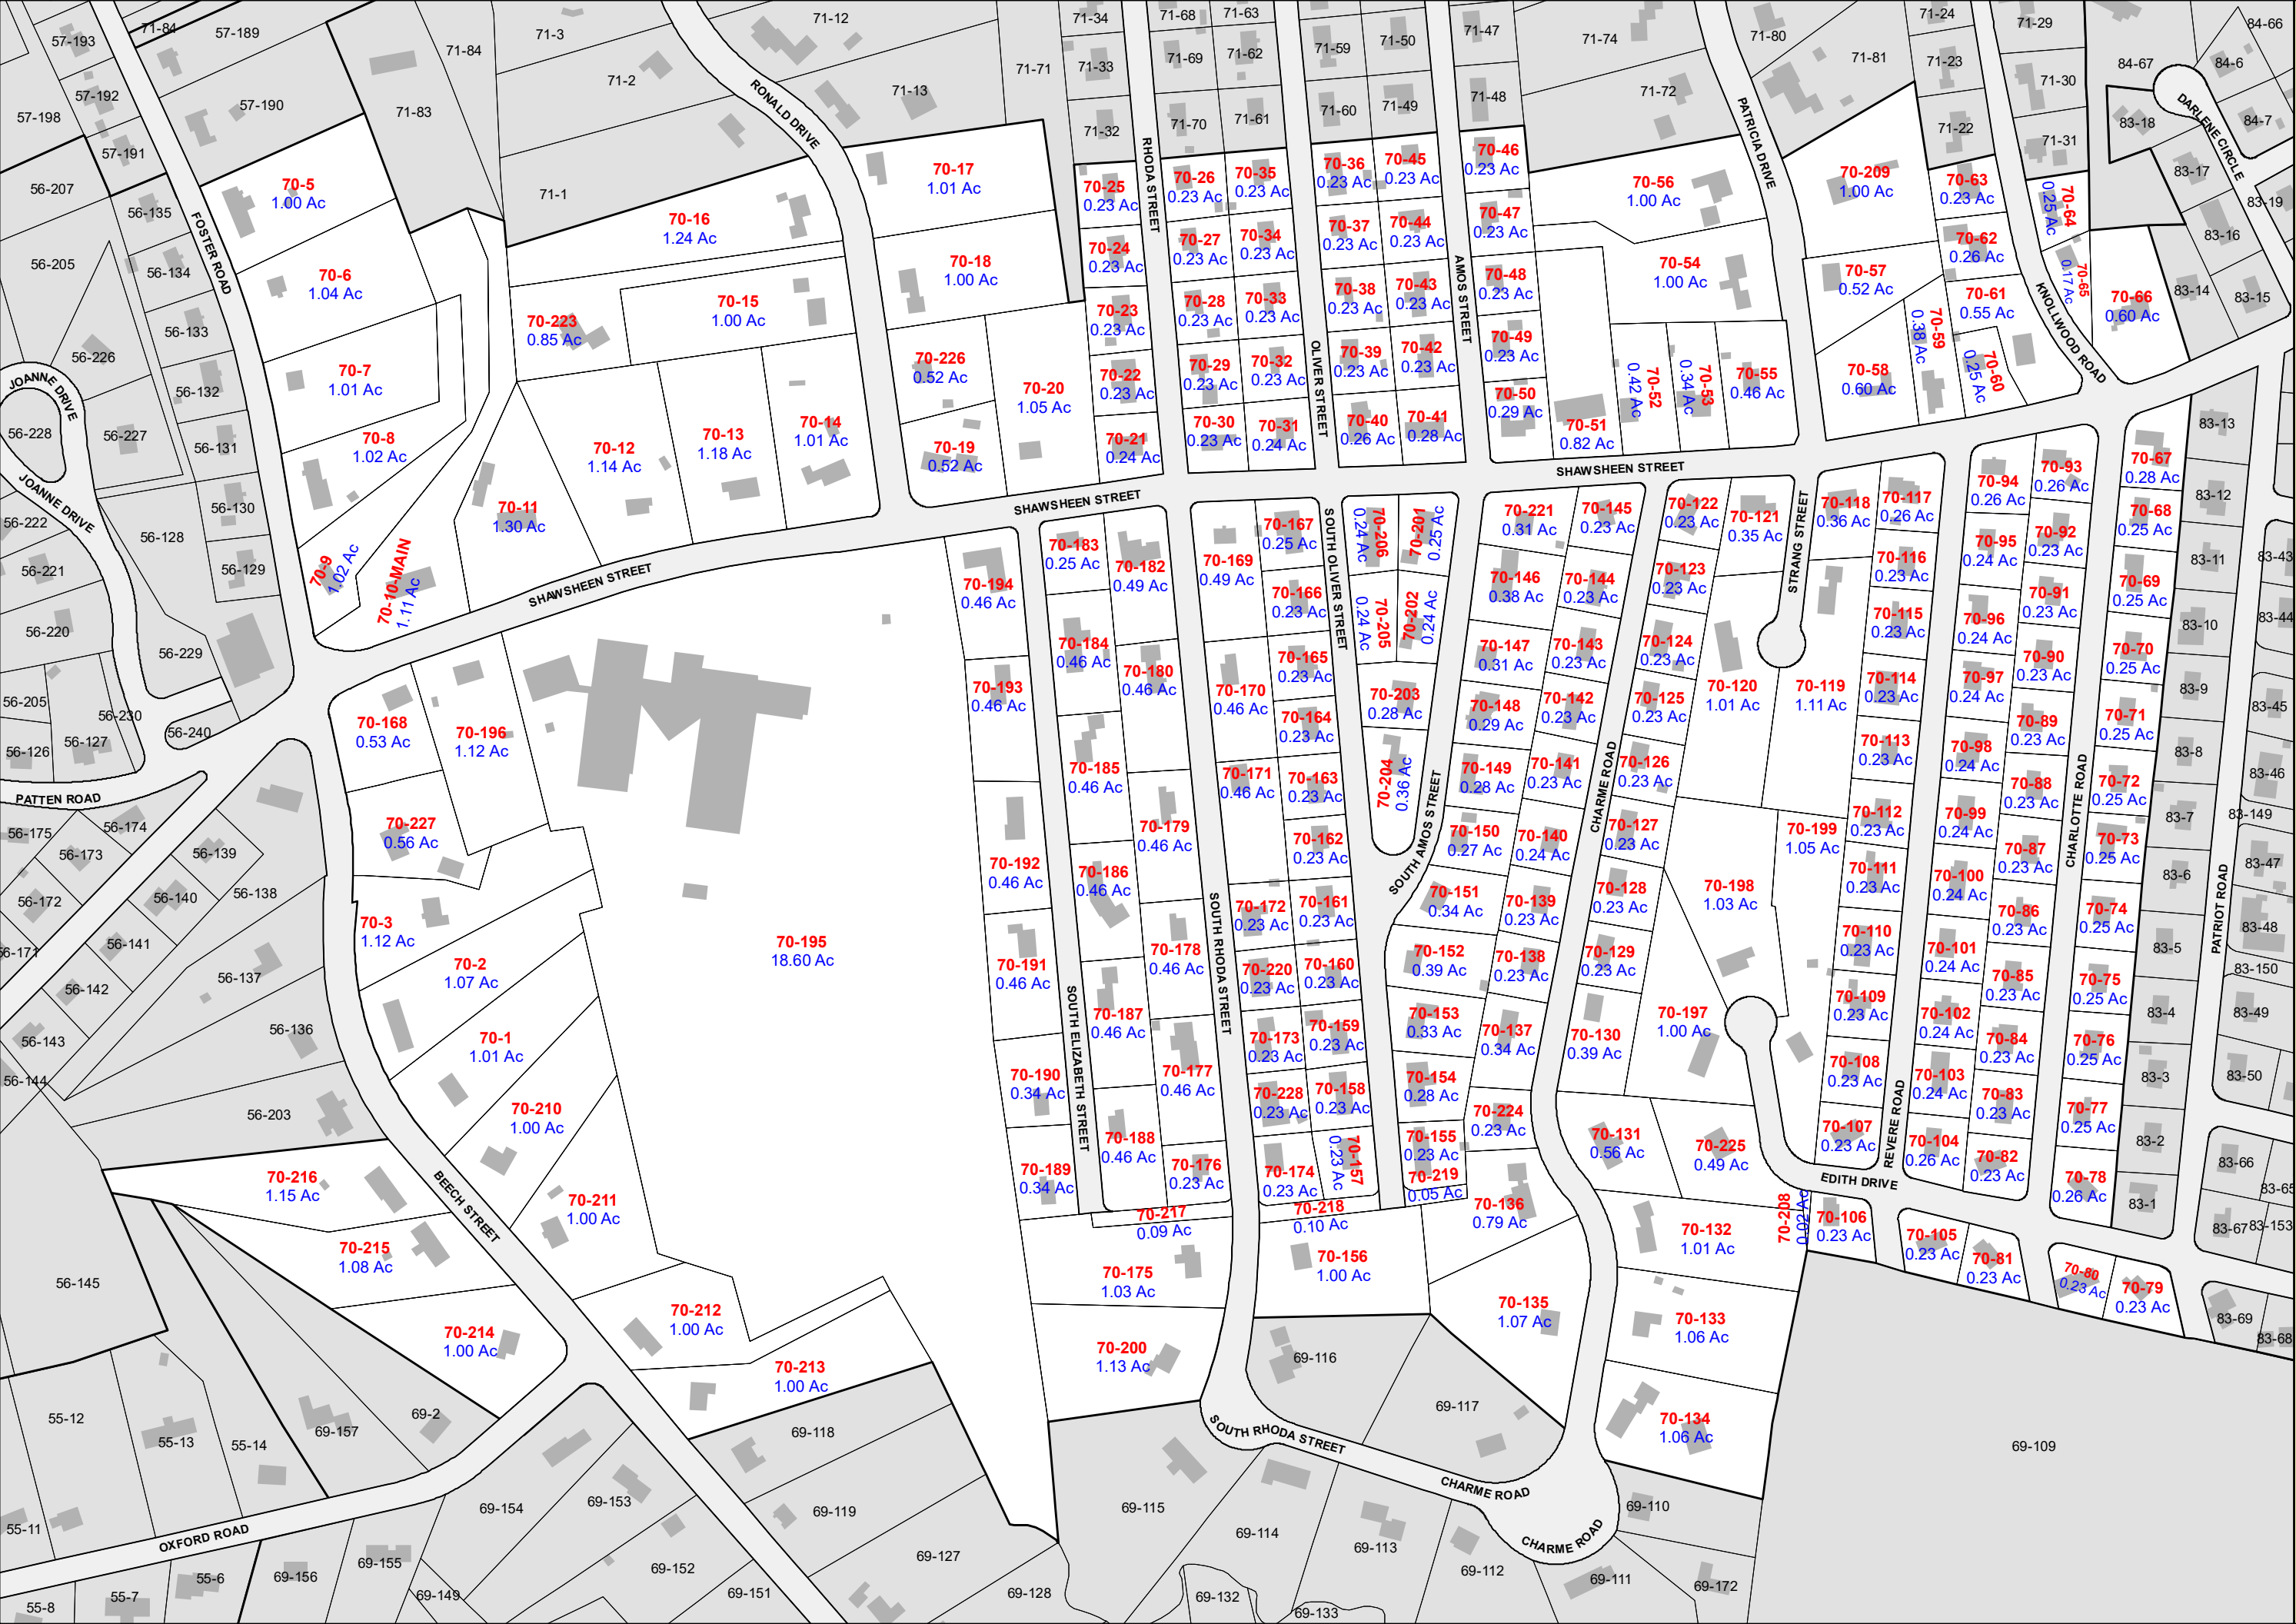 57-193
71-84
57-189
71-84
71-3
71-12
71-34
71-68
71-63
71-59
71-50
71-47
71-74
71-80
71-81
71-24
71-29
84-66
84-67
84-6
57-192
57-198
57-190
71-83
71-2
RONALD DRIVE
71-13
71-71
71-33
71-69
71-62
71-60
71-49
71-48
71-72
PATRICIA DRIVE
71-23
71-30
DARLENE CIRCLE
84-7
57-191
71-32
71-70
71-61
71-22
71-31
83-18
83-17
83-19
83-16
83-14
83-15
56-207
56-135
FOSTER ROAD
56-205
56-134
56-133
56-226
56-132
JOANNE DRIVE
56-228
56-227
56-131
JOANNE DRIVE
56-130
56-222
56-128
56-129
56-221
56-220
56-229
56-205
56-230
56-240
56-126
56-127
PATTEN ROAD
71-1
70-5
1.00 Ac
70-6
1.04 Ac
70-7
1.01 Ac
70-8
1.02 Ac
70-9
1.02 Ac
70-10-MAIN
1.11 Ac
70-11
1.30 Ac
70-12
1.14 Ac
70-13
1.18 Ac
70-14
1.01 Ac
70-15
1.00 Ac
70-16
1.24 Ac
70-223
0.85 Ac
70-17
1.01 Ac
70-18
1.00 Ac
70-226
0.52 Ac
70-19
0.52 Ac
70-20
1.05 Ac
70-25
0.23 Ac
70-24
0.23 Ac
70-23
0.23 Ac
70-22
0.23 Ac
70-21
0.24 Ac
RHODA STREET
70-26
0.23 Ac
70-27
0.23 Ac
70-28
0.23 Ac
70-29
0.23 Ac
70-30
0.23 Ac
70-35
0.23 Ac
70-34
0.23 Ac
70-33
0.23 Ac
70-32
0.23 Ac
70-31
0.24 Ac
OLIVER STREET
70-36
0.23 Ac
70-37
0.23 Ac
70-38
0.23 Ac
70-39
0.23 Ac
70-40
0.26 Ac
70-45
0.23 Ac
70-44
0.23 Ac
70-43
0.23 Ac
70-42
0.23 Ac
70-41
0.28 Ac
AMOS STREET
70-46
0.23 Ac
70-47
0.23 Ac
70-48
0.23 Ac
70-49
0.23 Ac
70-50
0.29 Ac
70-51
0.82 Ac
70-52
0.42 Ac
70-53
0.34 Ac
70-55
0.46 Ac
70-54
1.00 Ac
70-56
1.00 Ac
70-209
1.00 Ac
70-57
0.52 Ac
70-58
0.60 Ac
70-59
0.38 Ac
70-60
0.25 Ac
70-61
0.55 Ac
70-62
0.26 Ac
70-63
0.23 Ac
70-64
0.25 Ac
70-65
0.17 Ac
70-66
0.60 Ac
KNOLLWOOD ROAD
SHAWSHEEN STREET
SHAWSHEEN STREET
SHAWSHEEN STREET
56-175
56-174
56-173
56-139
56-172
56-140
56-138
56-171
56-141
56-142
56-137
56-143
56-136
56-144
56-203
56-145
70-168
0.53 Ac
70-196
1.12 Ac
70-227
0.56 Ac
70-3
1.12 Ac
70-2
1.07 Ac
70-1
1.01 Ac
70-210
1.00 Ac
70-211
1.00 Ac
70-212
1.00 Ac
70-213
1.00 Ac
70-216
1.15 Ac
70-215
1.08 Ac
70-214
1.00 Ac
BEECH STREET
70-195
18.60 Ac
70-194
0.46 Ac
70-193
0.46 Ac
70-192
0.46 Ac
70-191
0.46 Ac
70-190
0.34 Ac
70-189
0.34 Ac
SOUTH ELIZABETH STREET
70-183
0.25 Ac
70-184
0.46 Ac
70-185
0.46 Ac
70-186
0.46 Ac
70-187
0.46 Ac
70-188
0.46 Ac
70-182
0.49 Ac
70-180
0.46 Ac
70-179
0.46 Ac
70-178
0.46 Ac
70-177
0.46 Ac
70-176
0.23 Ac
70-217
0.09 Ac
70-175
1.03 Ac
70-200
1.13 Ac
SOUTH RHODA STREET
70-169
0.49 Ac
70-170
0.46 Ac
70-171
0.46 Ac
70-172
0.23 Ac
70-220
0.23 Ac
70-173
0.23 Ac
70-228
0.23 Ac
70-174
0.23 Ac
70-167
0.25 Ac
70-166
0.23 Ac
70-165
0.23 Ac
70-164
0.23 Ac
70-163
0.23 Ac
70-162
0.23 Ac
70-161
0.23 Ac
70-160
0.23 Ac
70-159
0.23 Ac
70-158
0.23 Ac
70-157
0.23 Ac
70-218
0.10 Ac
70-156
1.00 Ac
SOUTH OLIVER STREET
70-206
0.24 Ac
70-201
0.25 Ac
70-205
0.24 Ac
70-202
0.24 Ac
70-203
0.28 Ac
70-204
0.36 Ac
SOUTH AMOS STREET
70-221
0.31 Ac
70-146
0.38 Ac
70-147
0.31 Ac
70-148
0.29 Ac
70-149
0.28 Ac
70-150
0.27 Ac
70-151
0.34 Ac
70-152
0.39 Ac
70-153
0.33 Ac
70-154
0.28 Ac
70-155
0.23 Ac
70-219
0.05 Ac
70-145
0.23 Ac
70-144
0.23 Ac
70-143
0.23 Ac
70-142
0.23 Ac
70-141
0.23 Ac
70-140
0.24 Ac
70-139
0.23 Ac
70-138
0.23 Ac
70-137
0.34 Ac
70-224
0.23 Ac
70-136
0.79 Ac
70-135
1.07 Ac
CHARME ROAD
70-122
0.23 Ac
70-123
0.23 Ac
70-124
0.23 Ac
70-125
0.23 Ac
70-126
0.23 Ac
70-127
0.23 Ac
70-128
0.23 Ac
70-129
0.23 Ac
70-130
0.39 Ac
70-121
0.35 Ac
70-120
1.01 Ac
70-119
1.11 Ac
STRANG STREET
70-199
1.05 Ac
70-198
1.03 Ac
70-197
1.00 Ac
70-131
0.56 Ac
70-225
0.49 Ac
70-132
1.01 Ac
70-208
0.02 Ac
70-133
1.06 Ac
70-134
1.06 Ac
70-118
0.36 Ac
70-117
0.26 Ac
70-116
0.23 Ac
70-115
0.23 Ac
70-114
0.23 Ac
70-113
0.23 Ac
70-112
0.23 Ac
70-111
0.23 Ac
70-110
0.23 Ac
70-109
0.23 Ac
70-108
0.23 Ac
70-107
0.23 Ac
EDITH DRIVE
70-106
0.23 Ac
REVERE ROAD
70-94
0.26 Ac
70-95
0.24 Ac
70-96
0.24 Ac
70-97
0.24 Ac
70-98
0.24 Ac
70-99
0.24 Ac
70-100
0.24 Ac
70-101
0.24 Ac
70-102
0.24 Ac
70-103
0.24 Ac
70-104
0.26 Ac
70-105
0.23 Ac
70-93
0.26 Ac
70-92
0.23 Ac
70-91
0.23 Ac
70-90
0.23 Ac
70-89
0.23 Ac
70-88
0.23 Ac
70-87
0.23 Ac
70-86
0.23 Ac
70-85
0.23 Ac
70-84
0.23 Ac
70-83
0.23 Ac
70-82
0.23 Ac
70-81
0.23 Ac
CHARLOTTE ROAD
70-67
0.28 Ac
70-68
0.25 Ac
70-69
0.25 Ac
70-70
0.25 Ac
70-71
0.25 Ac
70-72
0.25 Ac
70-73
0.25 Ac
70-74
0.25 Ac
70-75
0.25 Ac
70-76
0.25 Ac
70-77
0.25 Ac
70-78
0.26 Ac
70-80
0.23 Ac
70-79
0.23 Ac
83-13
83-12
83-11
83-10
83-9
83-8
83-7
83-6
83-5
83-4
83-3
83-2
83-1
PATRIOT ROAD
83-43
83-44
83-45
83-46
83-149
83-47
83-48
83-150
83-49
83-50
83-66
83-65
83-67
83-153
83-69
83-68
55-12
55-13
55-14
69-157
69-2
55-11
OXFORD ROAD
55-8
55-7
55-6
69-156
69-155
69-149
69-154
69-153
69-152
69-151
69-118
69-119
69-127
69-128
69-115
69-116
69-117
SOUTH RHODA STREET
CHARME ROAD
CHARME ROAD
69-114
69-113
69-112
69-132
69-133
69-111
69-110
69-172
69-109